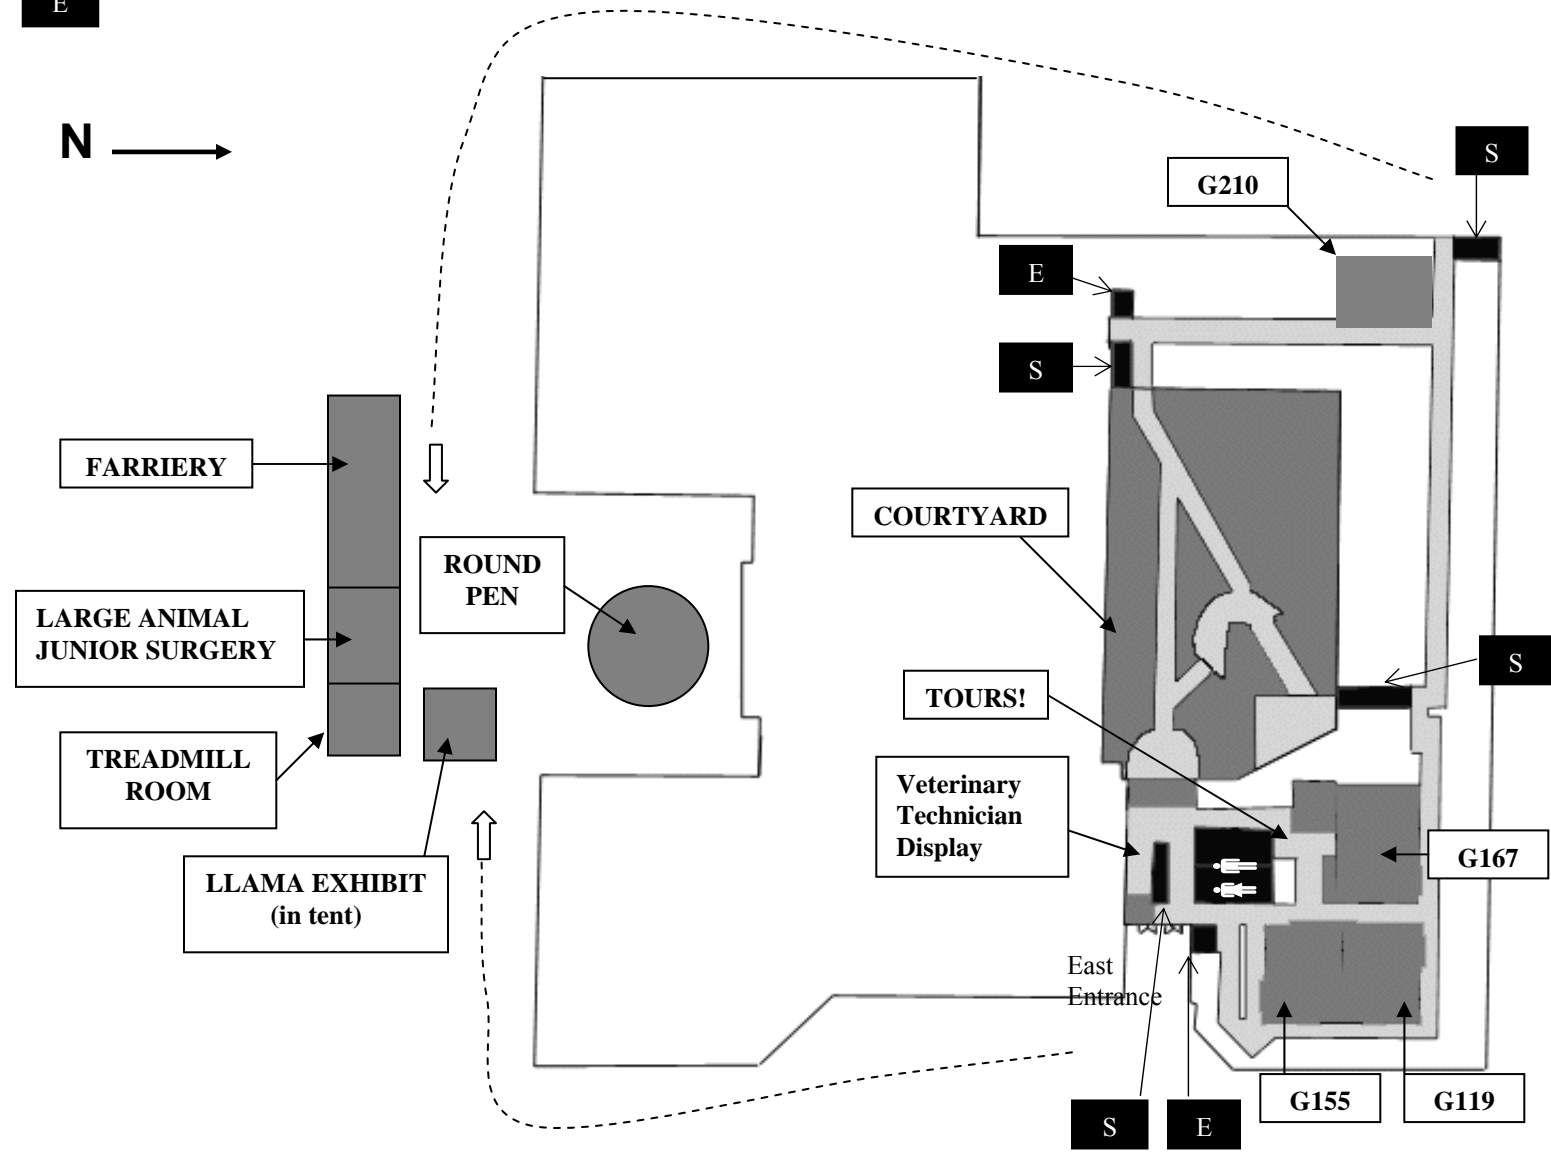 E
N
S
G210
E
S
FARRIERY
COURTYARD
ROUND
PEN
LARGE ANIMAL
JUNIOR SURGERY
S
TOURS!
TREADMILL
ROOM
Veterinary
Technician
Display
G167
LLAMA EXHIBIT
(in tent)
East
Entrance
G155
G119
S
E